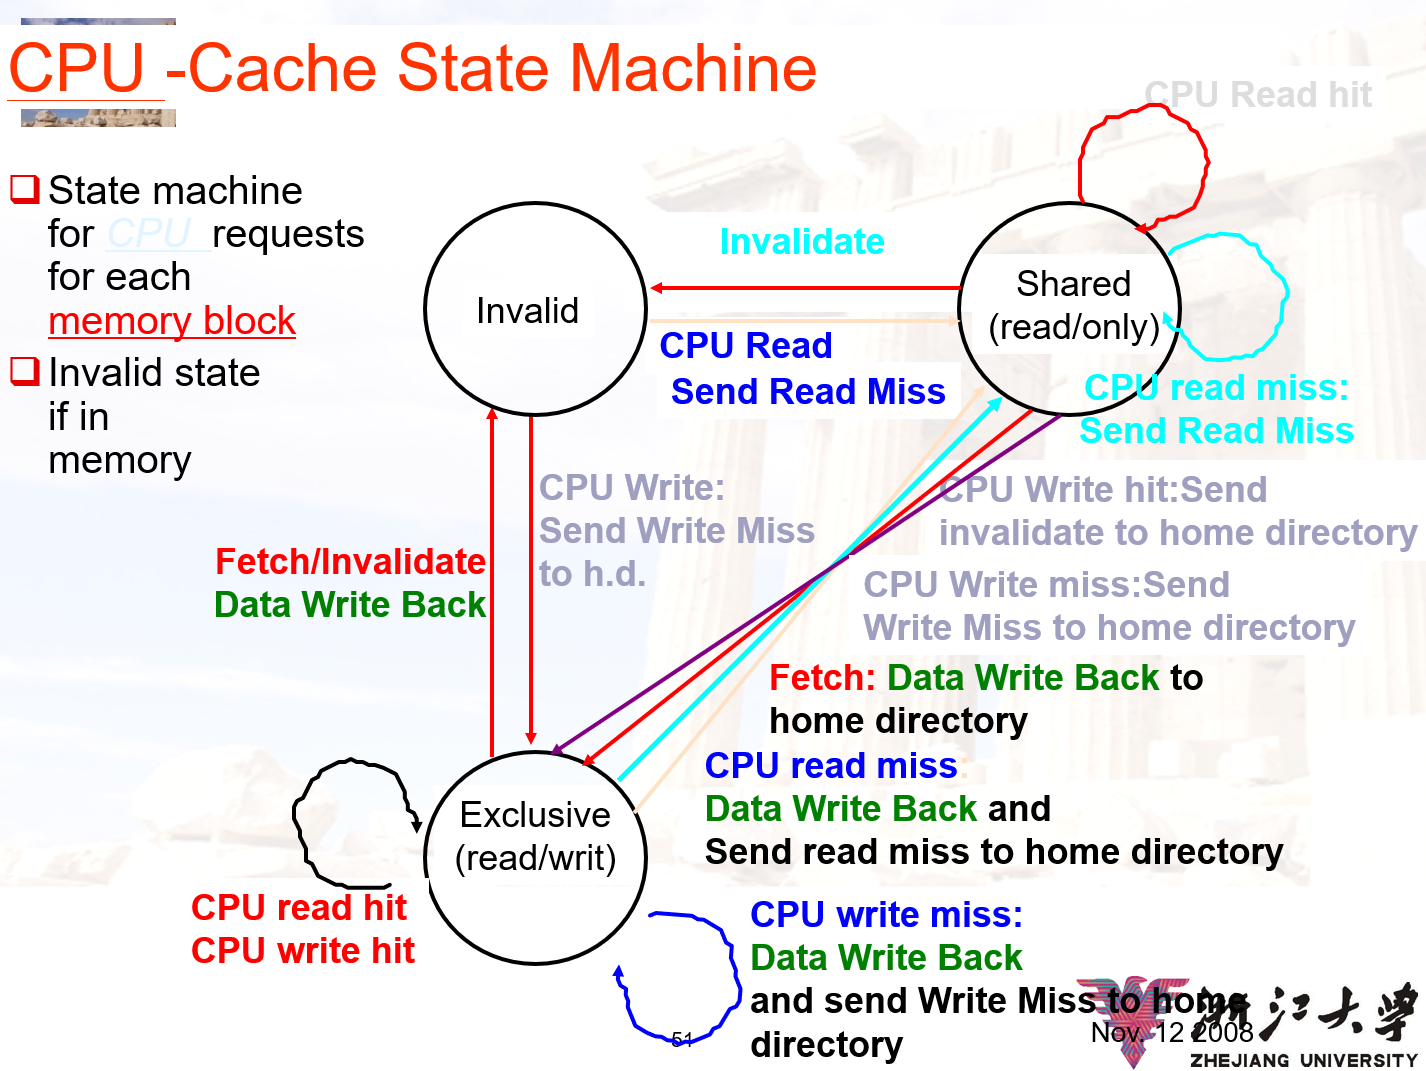 CPU -Cache State Machine
CPU Read hit
State machine
for CPU requests
for each
memory block
Invalid state
if in
memory
Invalid
Invalidate
Shared
(read/only)
CPU Read
Send Read Miss
CPU read miss:
Send Read Miss
CPU Write:
Send Write Miss
to h.d.
CPU Write hit:Send
invalidate to home directory
CPU Write miss:Send
Write Miss to home directory
Fetch/Invalidate
Data Write Back
Fetch: Data Write Back to
home directory
CPU read miss:
Data Write Back and
Send read miss to home directory
Exclusive
(read/writ)
CPU read hit
CPU write hit
CPU write miss:
Data Write Back
and send Write Miss to home
directory
51
Nov. 12 2008
浙江大学
ZHEJIANG UNIVERSITY